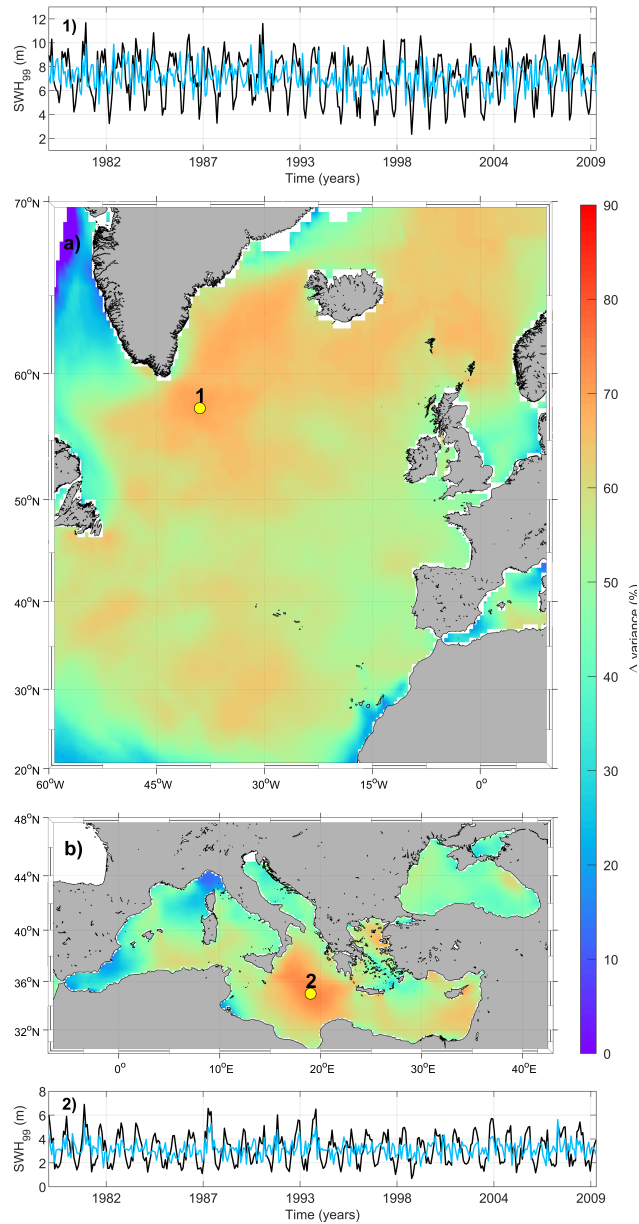 1)
SWH99 (m)
12
10
8
6
4
2
1982
1987
1993
1998
2004
2009
Time (years)
a)
70°N
60°N
50°N
40°N
30°N
20°N
1
60°W
45°W
30°W
15°W
0°
90
80
70
60
50
40
30
20
10
0
Δ variance (%)
b)
48°N
44°N
40°N
36°N
32°N
2
0°
10°E
20°E
30°E
40°E
2)
SWH99 (m)
8
6
4
2
0
1982
1987
1993
1998
2004
2009
Time (years)